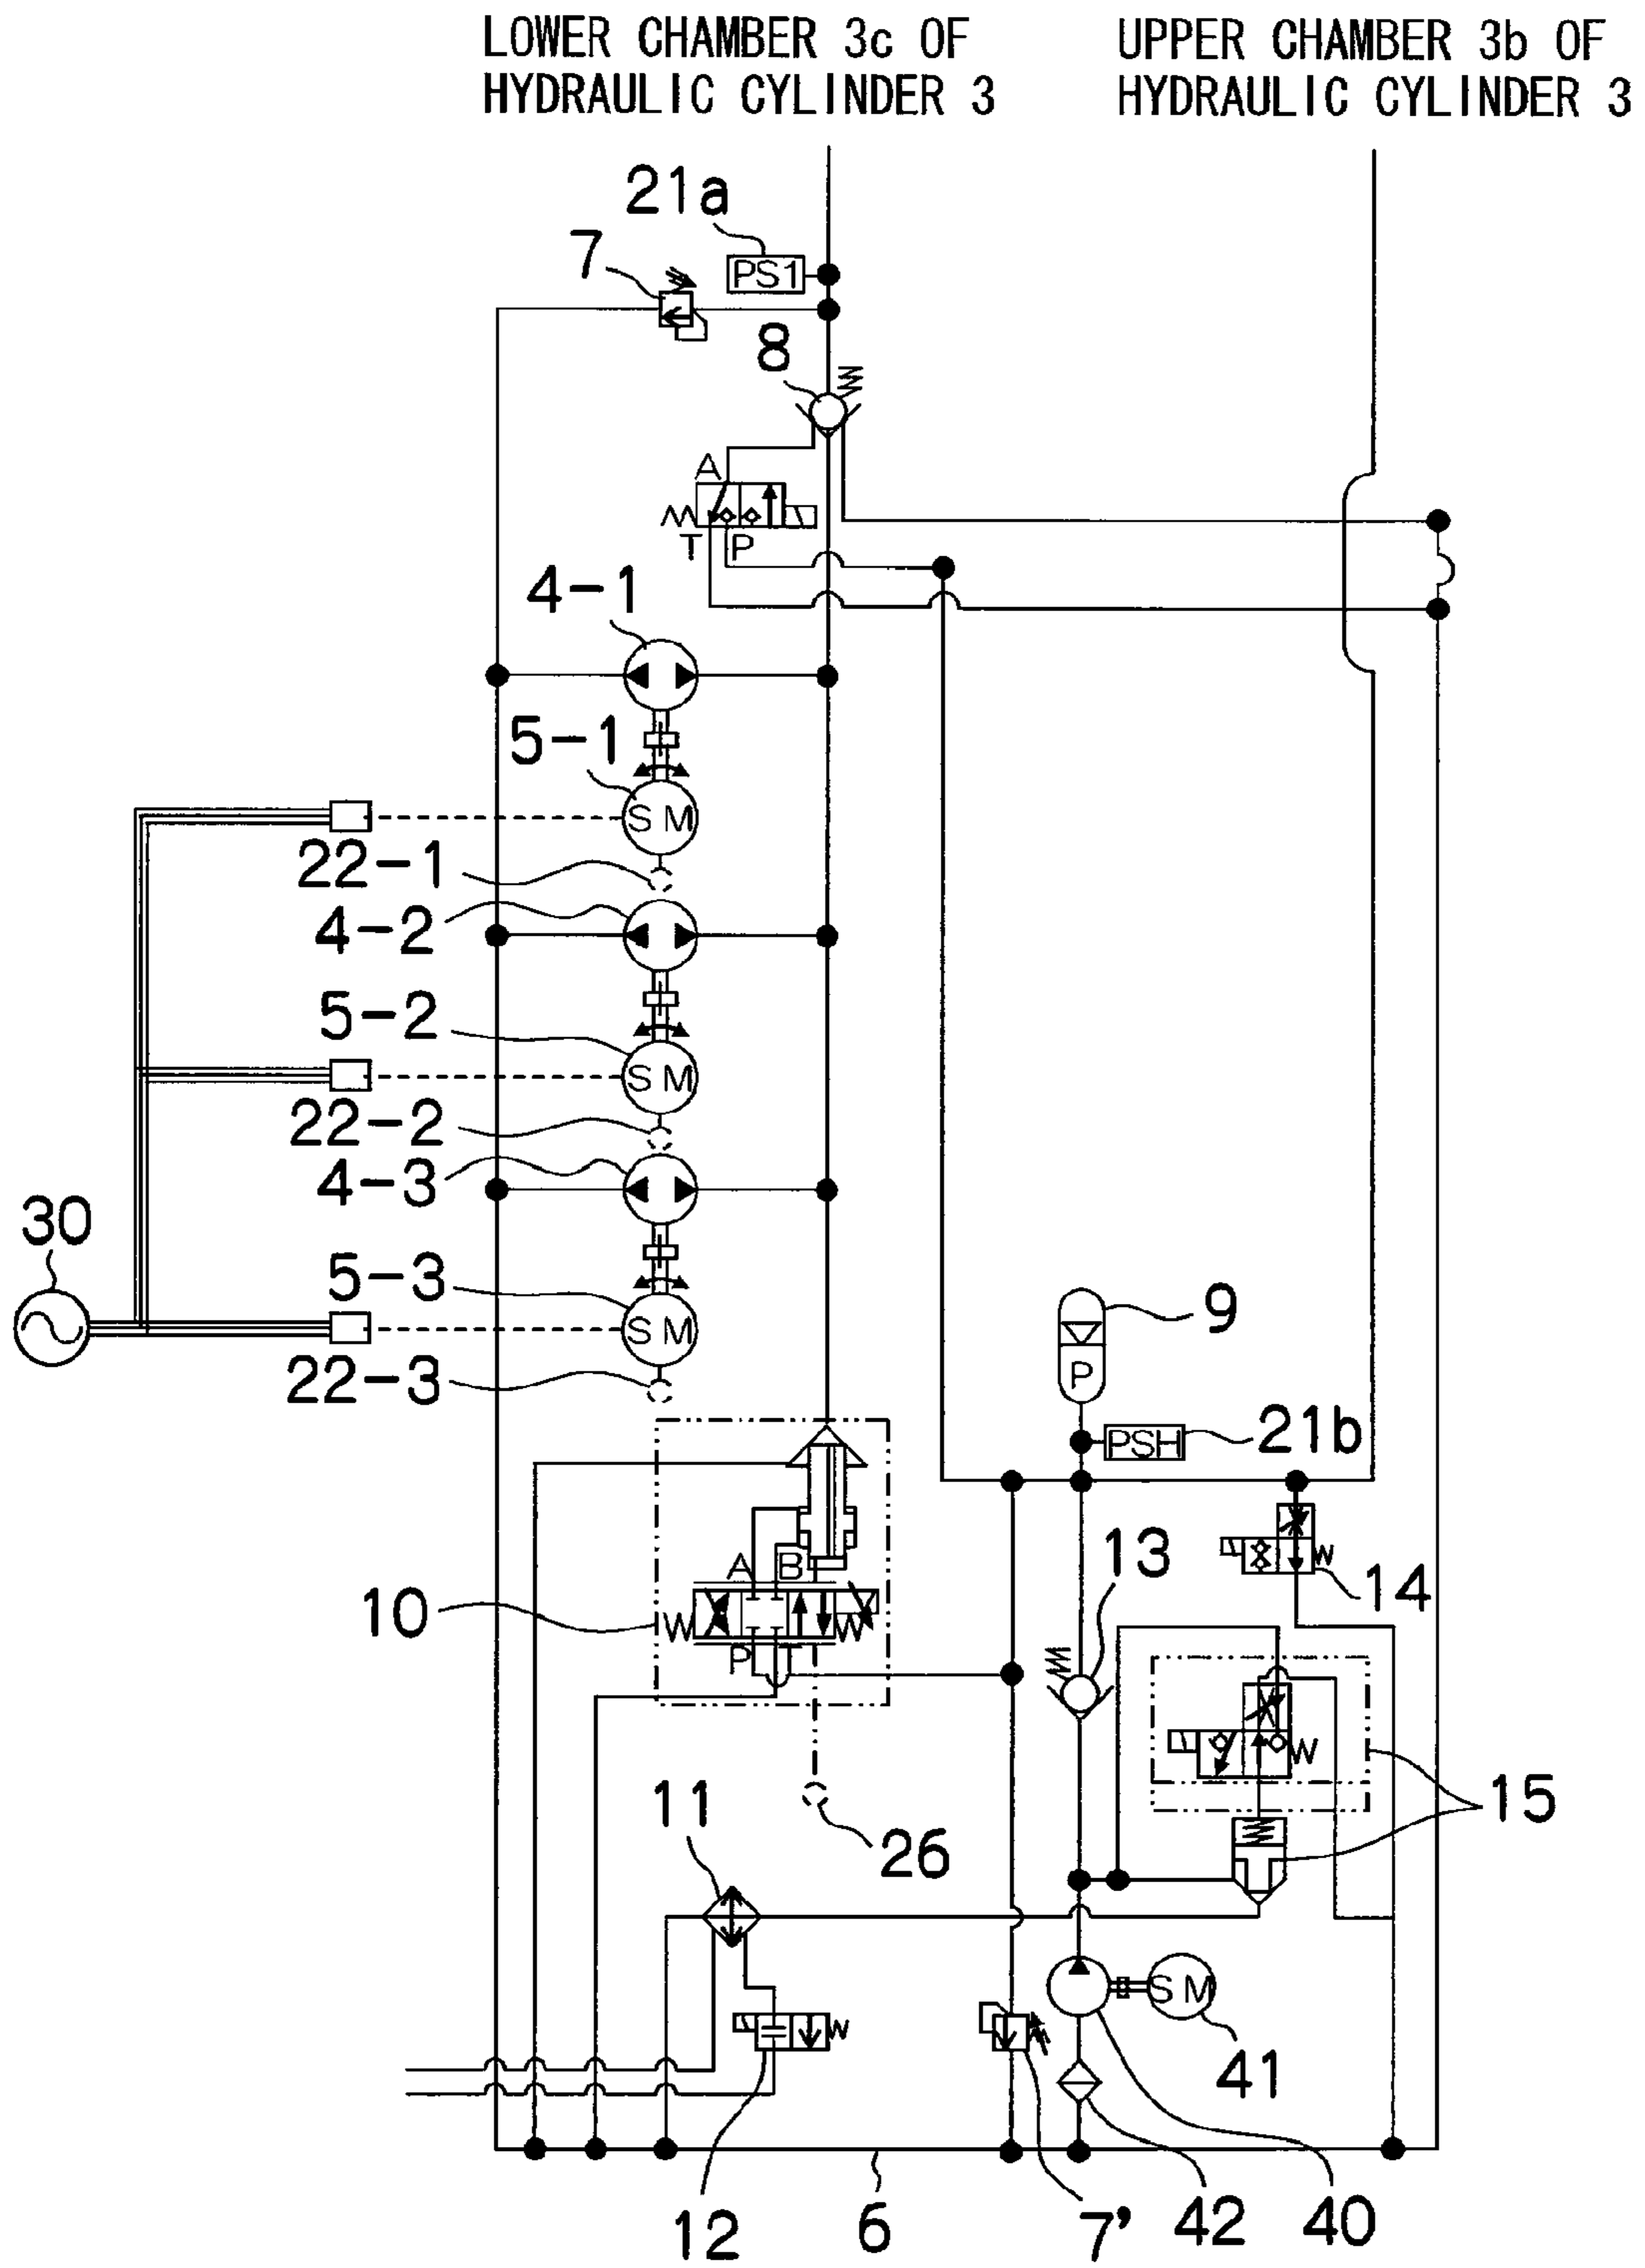 LOWER CHAMBER 3c OF
HYDRAULIC CYLINDER 3
UPPER CHAMBER 3b OF
HYDRAULIC CYLINDER 3
21a
7
PS1
8
A
T P
4-1
5-1
S M
22-1
4-2
5-2
S M
22-2
4-3
30
5-3
S M
22-3
9
P
PSH
21b
13
A B
14
10
P T
15
11
26
S M
41
12
6
7'
42
40